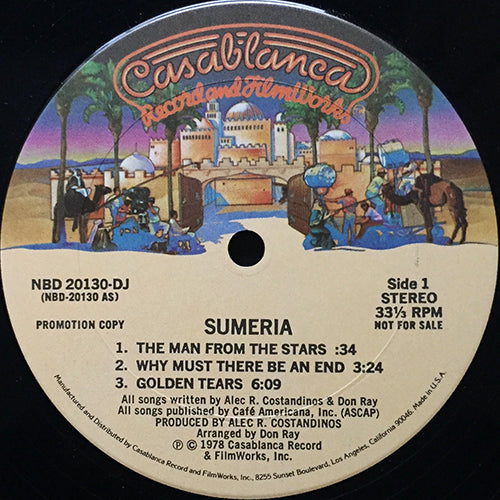 Casablanca
Record and FilmWorks
NBD 20130-DJ
(NBD-20130 AS)
Side 1
STEREO
33⅓ RPM
NOT FOR SALE
PROMOTION COPY
SUMERIA
1. THE MAN FROM THE STARS :34
2. WHY MUST THERE BE AN END 3:24
3. GOLDEN TEARS 6:09
All songs written by Alec R. Costandinos & Don Ray
All songs published by Café Americana, Inc. (ASCAP)
PRODUCED BY ALEC R. COSTANDINOS
Arranged by Don Ray
Ⓟ © 1978 Casablanca Record
& FilmWorks, Inc.
Manufactured and Distributed by Casablanca Record and FilmWorks, Inc., 8255 Sunset Boulevard, Los Angeles, California 90046. Made in U.S.A.